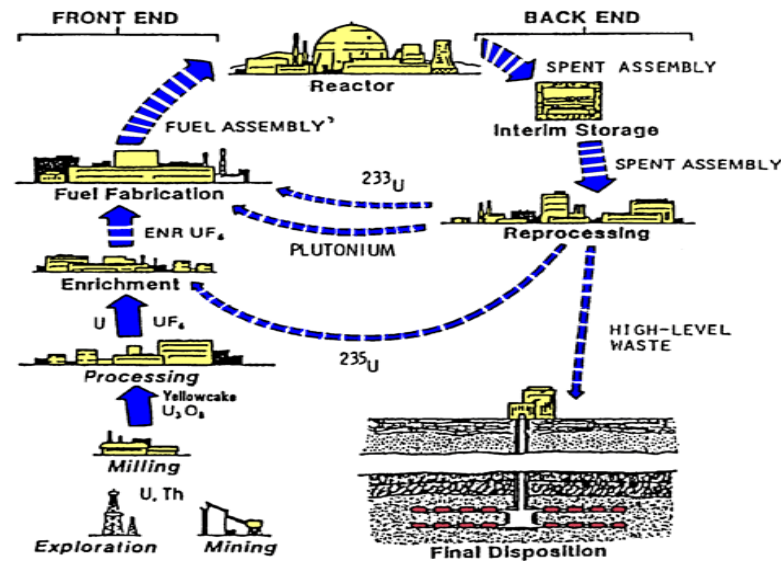 FRONT END
BACK END
Reactor
SPENT ASSEMBLY
Interim Storage
FUEL ASSEMBLY
SPENT ASSEMBLY
Fuel Fabrication
233U
PLUTONIUM
Reprocessing
ENR UF6
Enrichment
U UF6
235U
HIGH-LEVEL
WASTE
Processing
Yellowcake
U3O8
Milling
U, Th
Exploration
Mining
Final Disposition